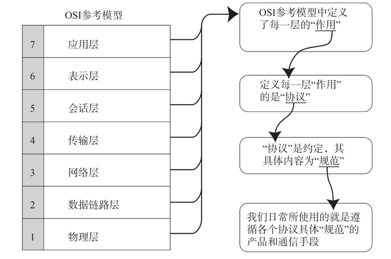 OSI参考模型
7 应用层
6 表示层
5 会话层
4 传输层
3 网络层
2 数据链路层
1 物理层
OSI参考模型中定义
了每一层的“作用”
定义每一层“作用”
的是“协议”
“协议”是约定，其
具体内容为“规范”
我们日常所使用的就是遵
循各个协议具体“规范”的
产品和通信手段